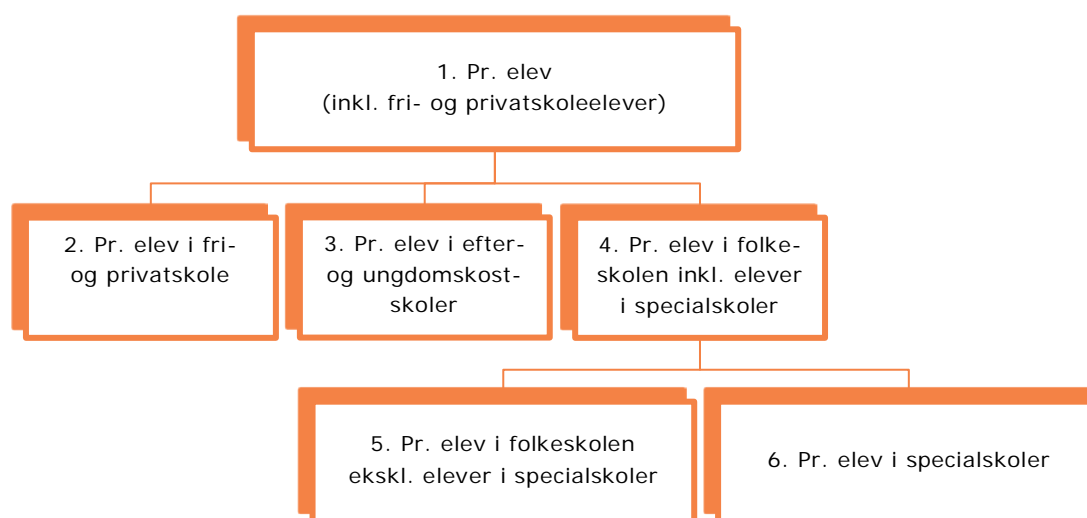 1. Pr. elev
(inkl. fri- og privatskoleelever)
2. Pr. elev i fri-
og privatskole
3. Pr. elev i efter-
og ungdomskost-
skoler
4. Pr. elev i folke-
skolen inkl. elever
i specialskoler
5. Pr. elev i folkeskolen
ekskl. elever i specialskoler
6. Pr. elev i specialskoler